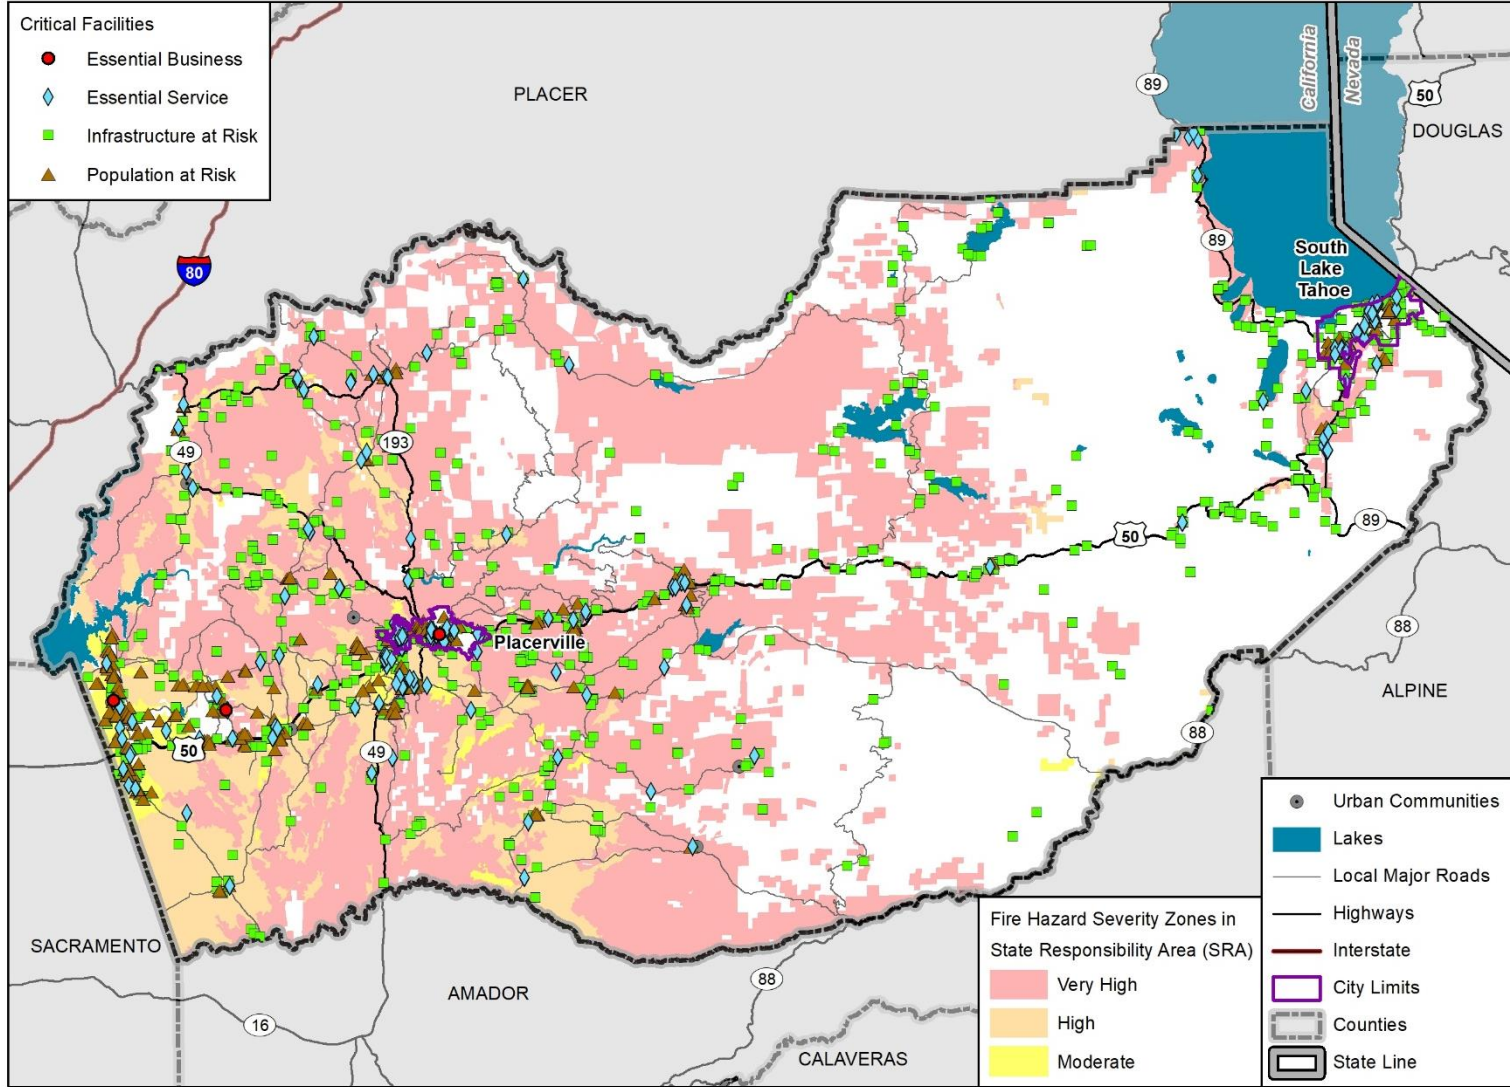 Critical Facilities
Essential Business
Essential Service
Infrastructure at Risk
Population at Risk
PLACER
89
California
Nevada
50
DOUGLAS
80
89
South
Lake
Tahoe
193
49
50
89
88
Placerville
ALPINE
50
49
88
SACRAMENTO
AMADOR
88
16
CALAVERAS
Fire Hazard Severity Zones in
State Responsibility Area (SRA)
Very High
High
Moderate
Urban Communities
Lakes
Local Major Roads
Highways
Interstate
City Limits
Counties
State Line